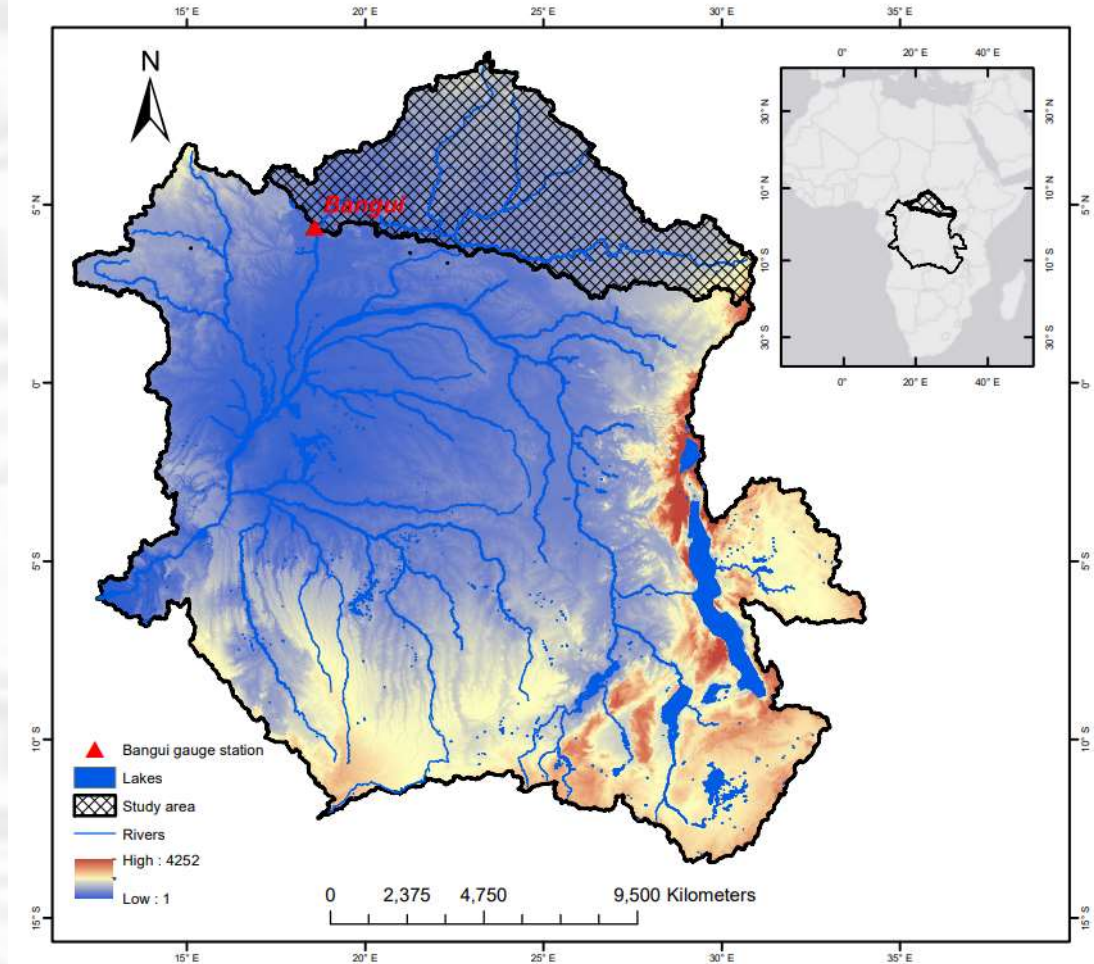 15° E 20° E 25° E 30° E 35° E
N
0° 20° E 40° E
30° N 30° N
10° N 10° N
10° S 10° S
30° S 30° S
0° 20° E 40° E
5° N 5° N
Bangui
0° 0°
5° S 5° S
10° S 10° S
15° S 15° S
Bangui gauge station
Lakes
Study area
Rivers
High : 4252
Low : 1
0 2,375 4,750 9,500 Kilometers
15° E 20° E 25° E 30° E 35° E